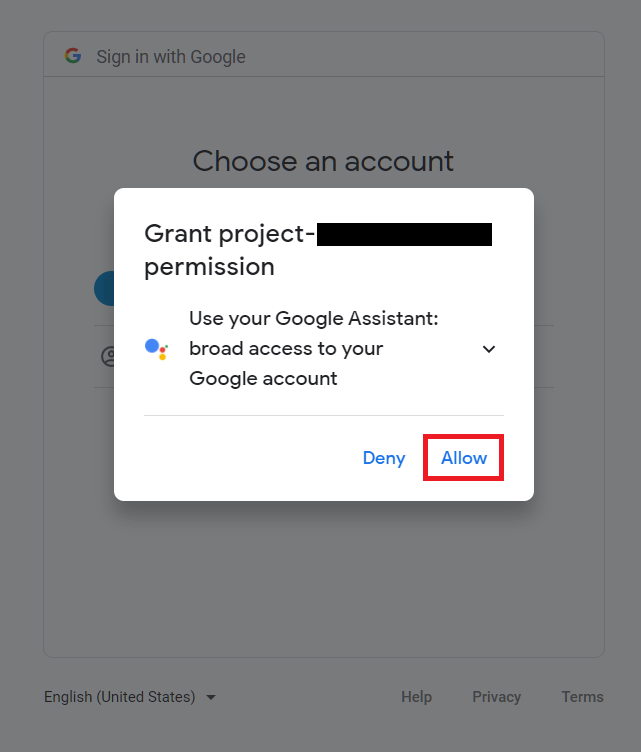 Sign in with Google
Choose an account
Grant project-
permission
Use your Google Assistant:
broad access to your
Google account
Deny Allow
English (United States) Help Privacy Terms